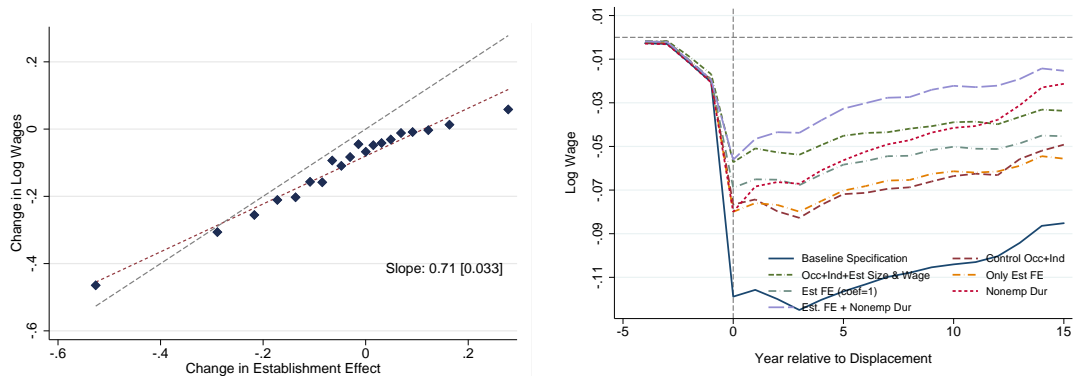 Change in Log Wages
.2
0
-.2
-.4
-.6
Slope: 0.71 [0.033]
-.6
-.4
-.2
0
.2
Change in Establishment Effect
Log Wage
.01
-.01
-.03
-.05
-.07
-.09
-.11
Baseline Specification
Control Occ+Ind
Occ+Ind+Est Size & Wage
Only Est FE
Est FE (coef=1)
Nonemp Dur
Est. FE + Nonemp Dur
-5
0
5
10
15
Year relative to Displacement